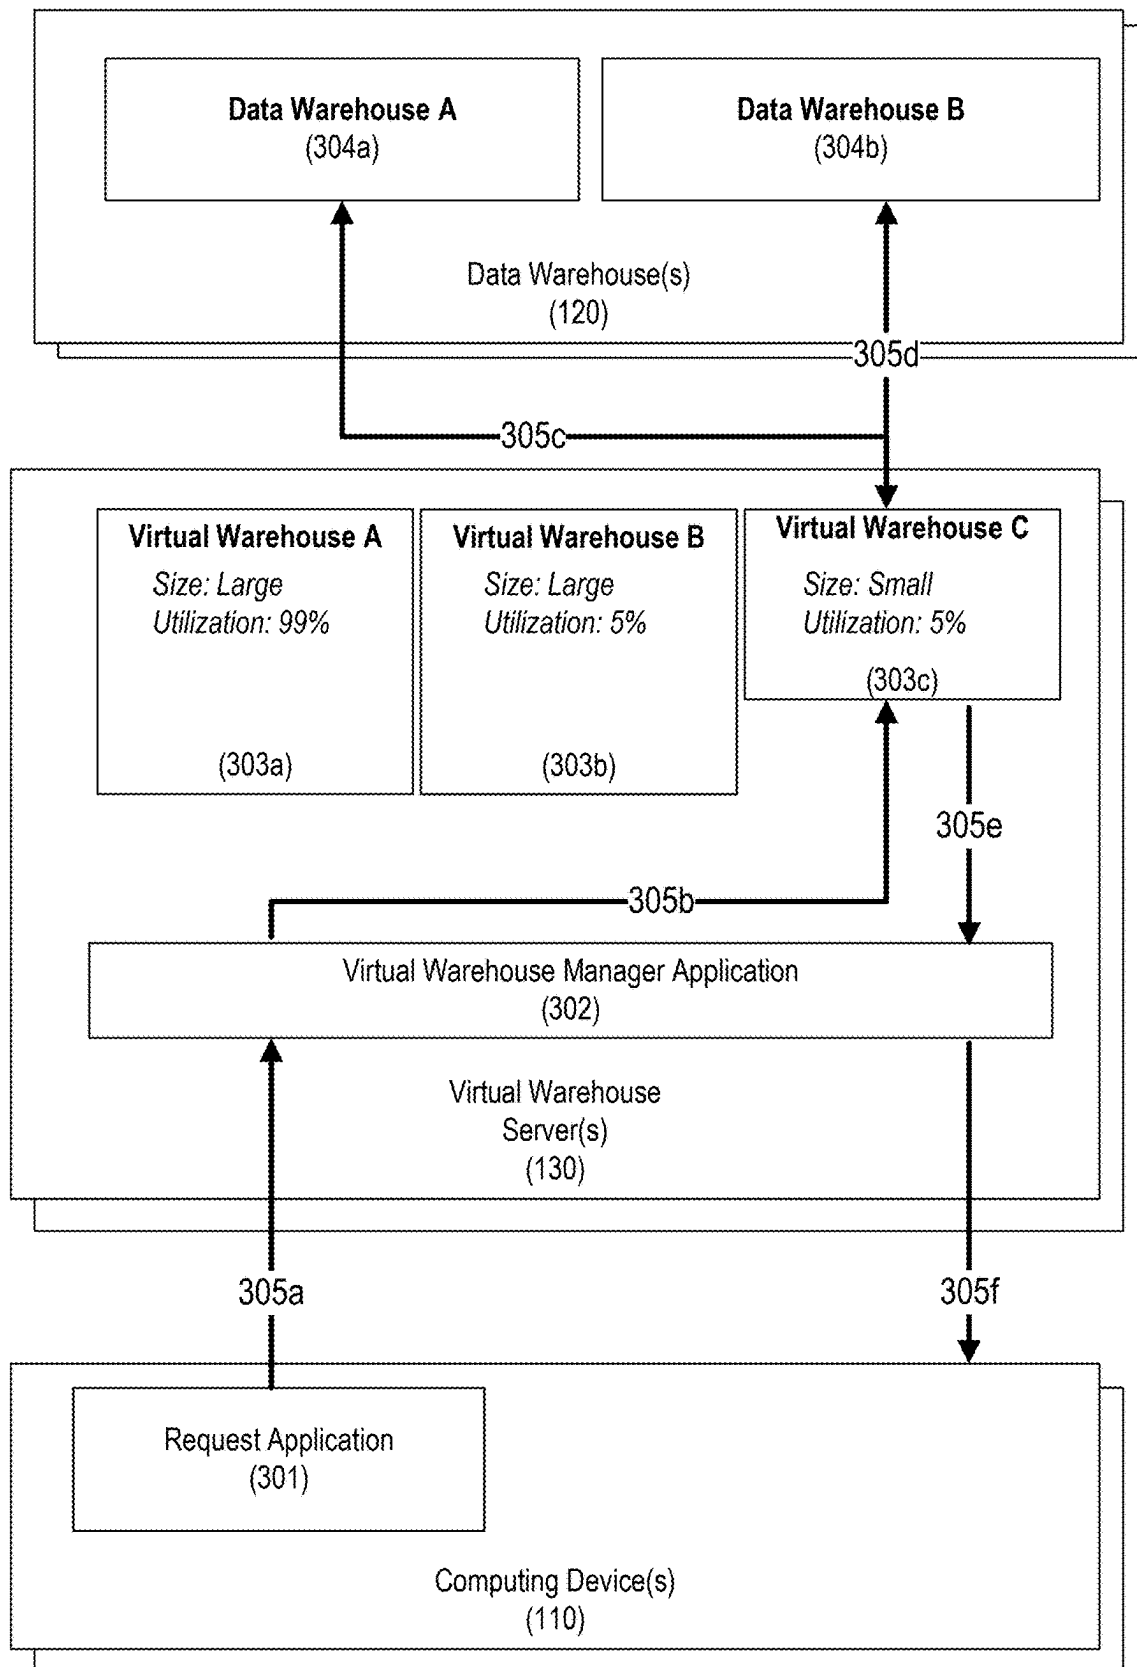 Data Warehouse A
(304a)
Data Warehouse B
(304b)
Data Warehouse(s)
(120)
305d
305c
Virtual Warehouse A
Size: Large
Utilization: 99%
(303a)
Virtual Warehouse B
Size: Large
Utilization: 5%
(303b)
Virtual Warehouse C
Size: Small
Utilization: 5%
(303c)
305e
305b
Virtual Warehouse Manager Application
(302)
Virtual Warehouse
Server(s)
(130)
305a
305f
Request Application
(301)
Computing Device(s)
(110)